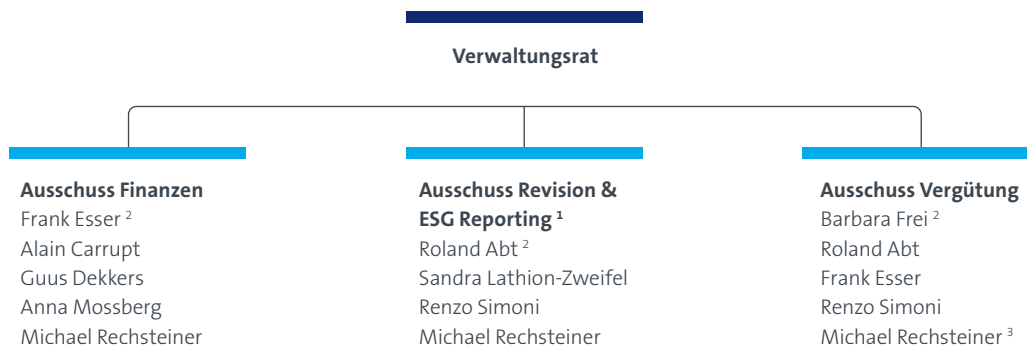 Verwaltungsrat
Ausschuss Finanzen
Frank Esser ²
Alain Carrupt
Guus Dekkers
Anna Mossberg
Michael Rechsteiner
Ausschuss Revision &
ESG Reporting ¹
Roland Abt ²
Sandra Lathion-Zweifel
Renzo Simoni
Michael Rechsteiner
Ausschuss Vergütung
Barbara Frei ²
Roland Abt
Frank Esser
Renzo Simoni
Michael Rechsteiner ³